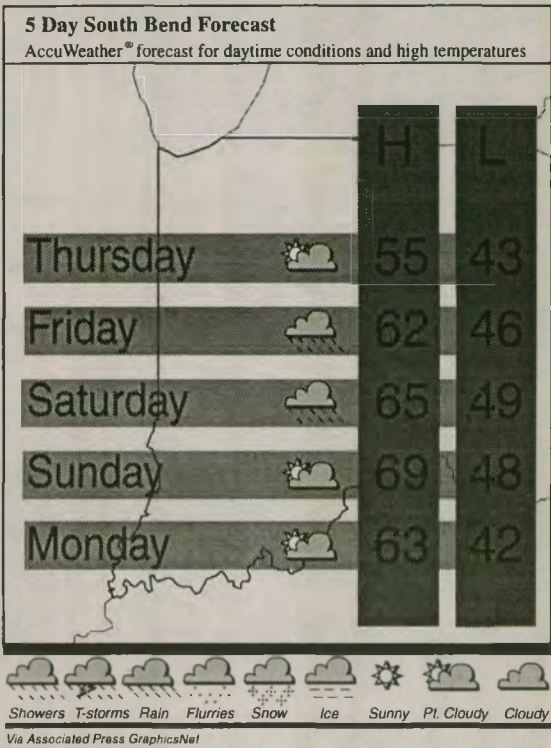 5 Day South Bend Forecast
AccuWeather® forecast for daytime conditions and high temperatures
H L
Thursday 55 43
Friday 62 46
Saturday 65 49
Sunday 69 48
Monday 63 42
Showers T-storms Rain Flurries Snow Ice Sunny Pt. Cloudy Cloudy
Via Associated Press GraphicsNet